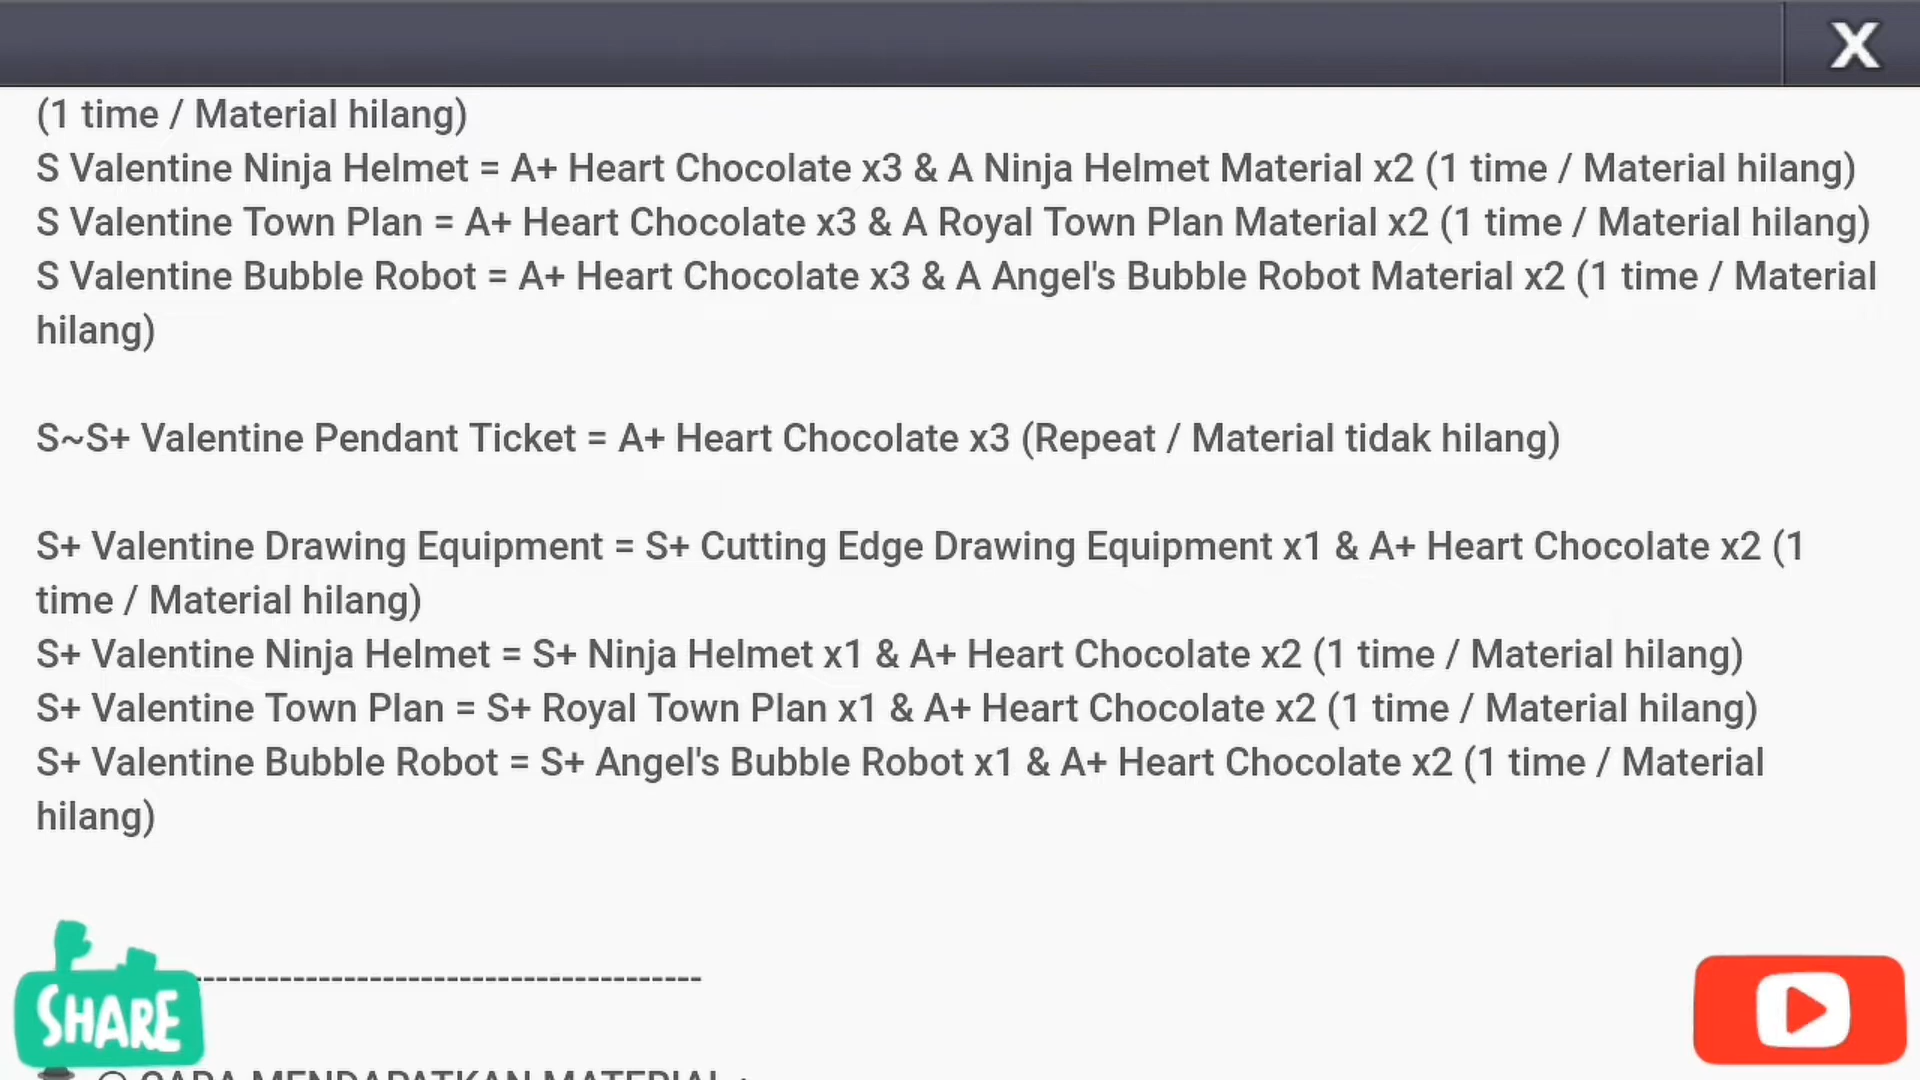 X
(1 time / Material hilang)
S Valentine Ninja Helmet = A+ Heart Chocolate x3 & A Ninja Helmet Material x2 (1 time / Material hilang)
S Valentine Town Plan = A+ Heart Chocolate x3 & A Royal Town Plan Material x2 (1 time / Material hilang)
S Valentine Bubble Robot = A+ Heart Chocolate x3 & A Angel's Bubble Robot Material x2 (1 time / Material
hilang)
S~S+ Valentine Pendant Ticket = A+ Heart Chocolate x3 (Repeat / Material tidak hilang)
S+ Valentine Drawing Equipment = S+ Cutting Edge Drawing Equipment x1 & A+ Heart Chocolate x2 (1
time / Material hilang)
S+ Valentine Ninja Helmet = S+ Ninja Helmet x1 & A+ Heart Chocolate x2 (1 time / Material hilang)
S+ Valentine Town Plan = S+ Royal Town Plan x1 & A+ Heart Chocolate x2 (1 time / Material hilang)
S+ Valentine Bubble Robot = S+ Angel's Bubble Robot x1 & A+ Heart Chocolate x2 (1 time / Material
hilang)
----------------------------------------
SHARE
CARA MENDAPATKAN MATERIAL :